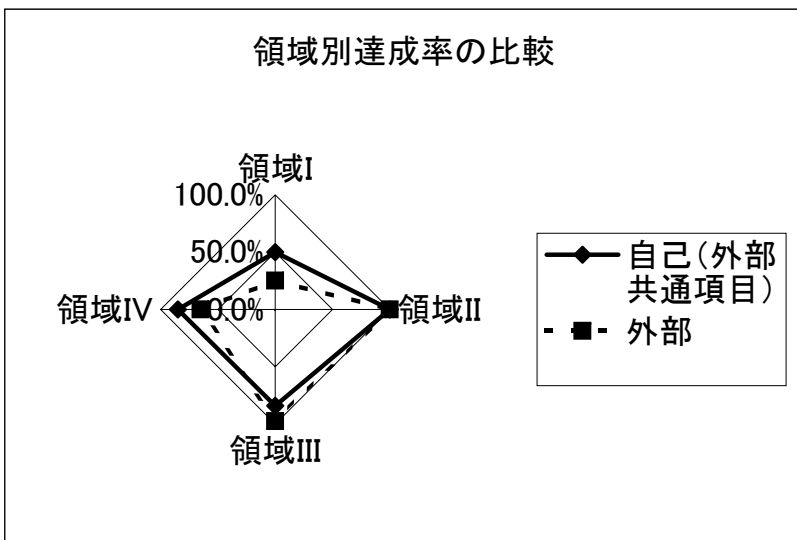 領域別達成率の比較
領域I
100.0%
50.0%
0.0%
領域IV
領域II
領域III
自己(外部
共通項目)
外部